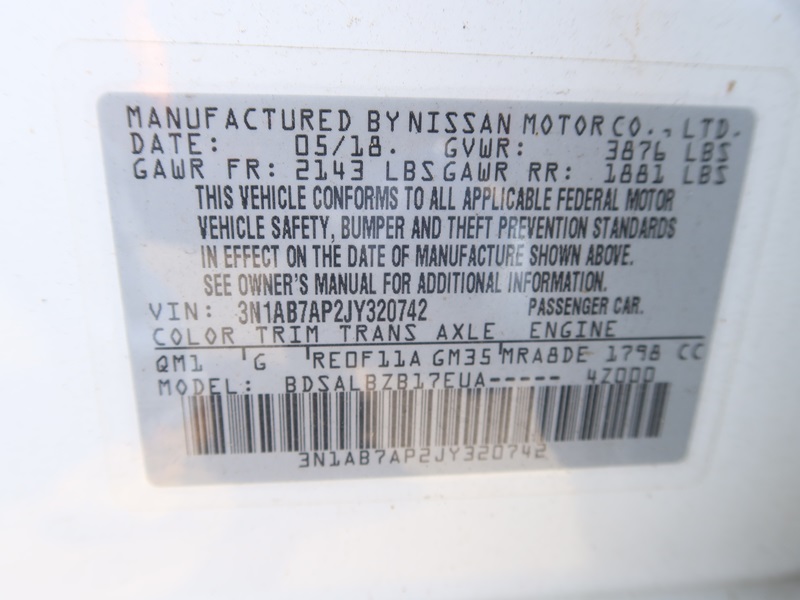 MANUFACTURED BY NISSAN MOTOR CO., LTD.
DATE: 05/18. GVWR: 3876 LBS
GAWR FR: 2143 LBS GAWR RR: 1881 LBS
THIS VEHICLE CONFORMS TO ALL APPLICABLE FEDERAL MOTOR
VEHICLE SAFETY, BUMPER AND THEFT PREVENTION STANDARDS
IN EFFECT ON THE DATE OF MANUFACTURE SHOWN ABOVE.
SEE OWNER'S MANUAL FOR ADDITIONAL INFORMATION.
VIN: 3N1AB7AP2JY320742 PASSENGER CAR.
COLOR TRIM TRANS AXLE ENGINE
QM1 G RE0F11A GM35 MRA8DE 1798 CC
MODEL: BDSALBZB17EUA----- 4Z000
3N1AB7AP2JY320742